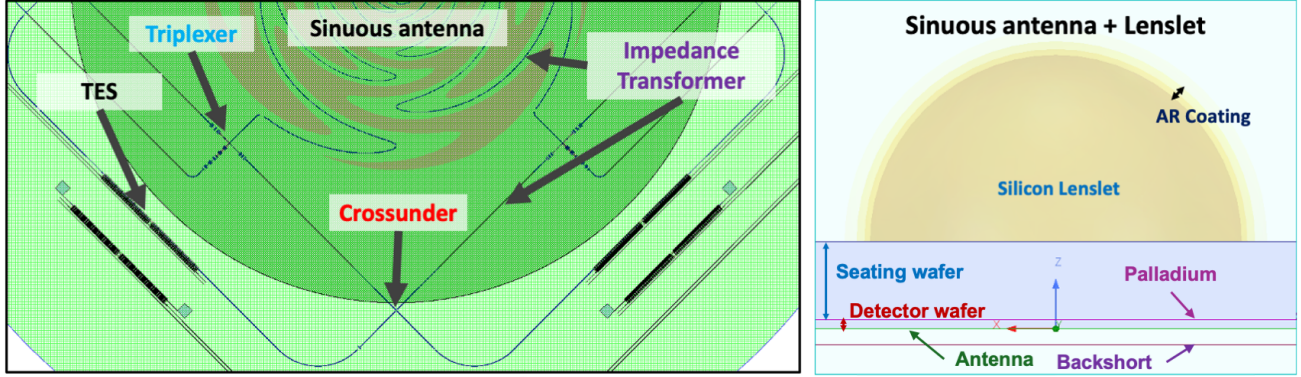 Sinuous antenna
Triplexer
Impedance
Transformer
TES
Crossunder
Sinuous antenna + Lenslet
AR Coating
Silicon Lenslet
Z
Seating wafer
Palladium
Detector wafer
X
Antenna
Backshort